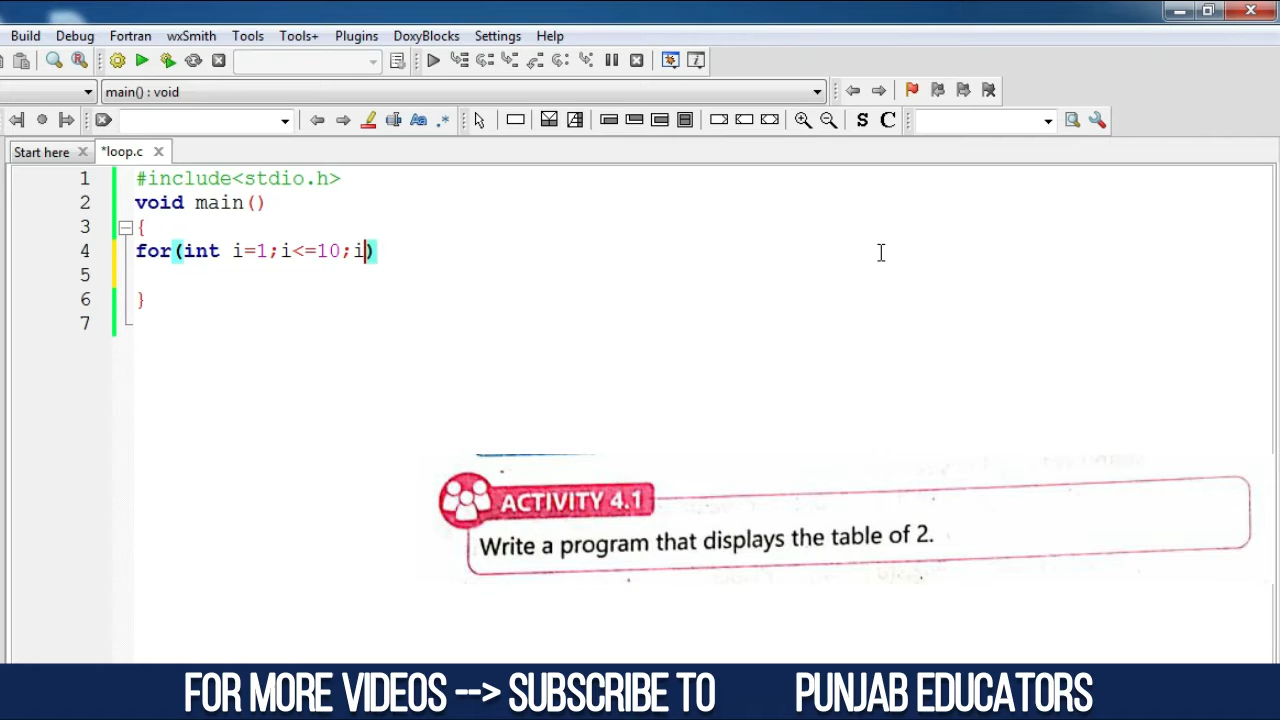 Build Debug Fortran wxSmith Tools Tools+ Plugins DoxyBlocks Settings Help
main() : void
S C
Start here *loop.c
1 #include<stdio.h>
2 void main()
3 {
4 for(int i=1;i<=10;i)
5
6 }
7
ACTIVITY 4.1
Write a program that displays the table of 2.
FOR MORE VIDEOS --> SUBSCRIBE TO PUNJAB EDUCATORS